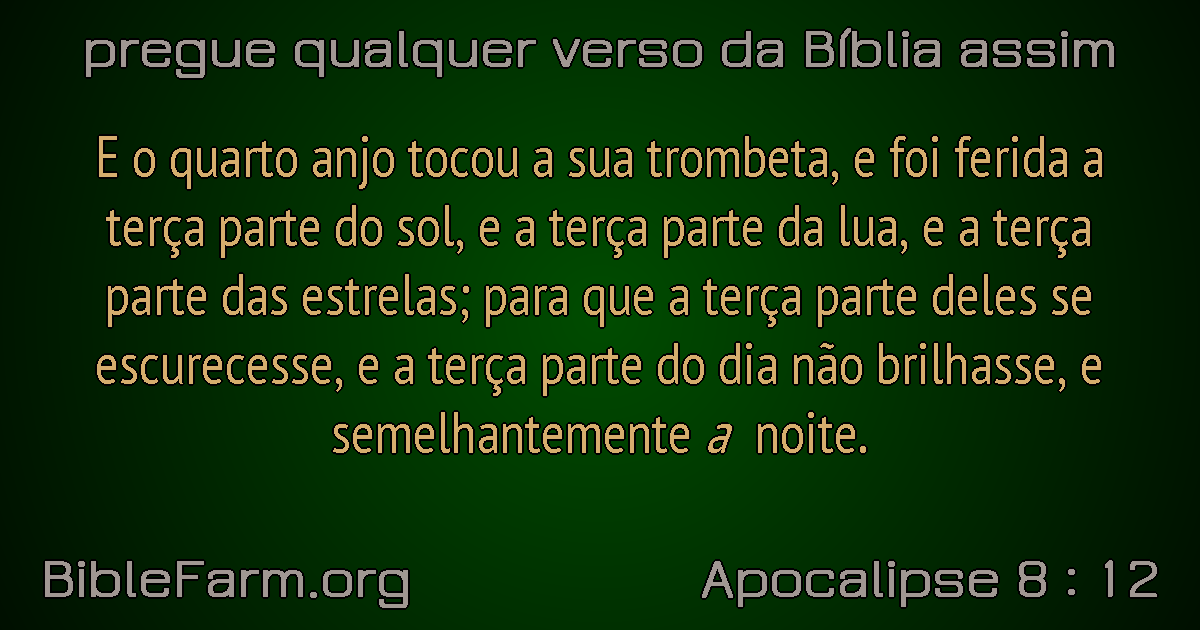 pregue qualquer verso da Bíblia assim
E o quarto anjo tocou a sua trombeta, e foi ferida a
terça parte do sol, e a terça parte da lua, e a terça
parte das estrelas; para que a terça parte deles se
escurecesse, e a terça parte do dia não brilhasse, e
semelhantemente a noite.
BibleFarm.org
Apocalipse 8 : 12